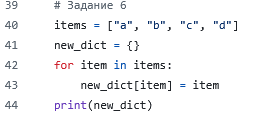 39 # Задание 6
40 items = ["a", "b", "c", "d"]
41 new_dict = {}
42 for item in items:
43     new_dict[item] = item
44 print(new_dict)